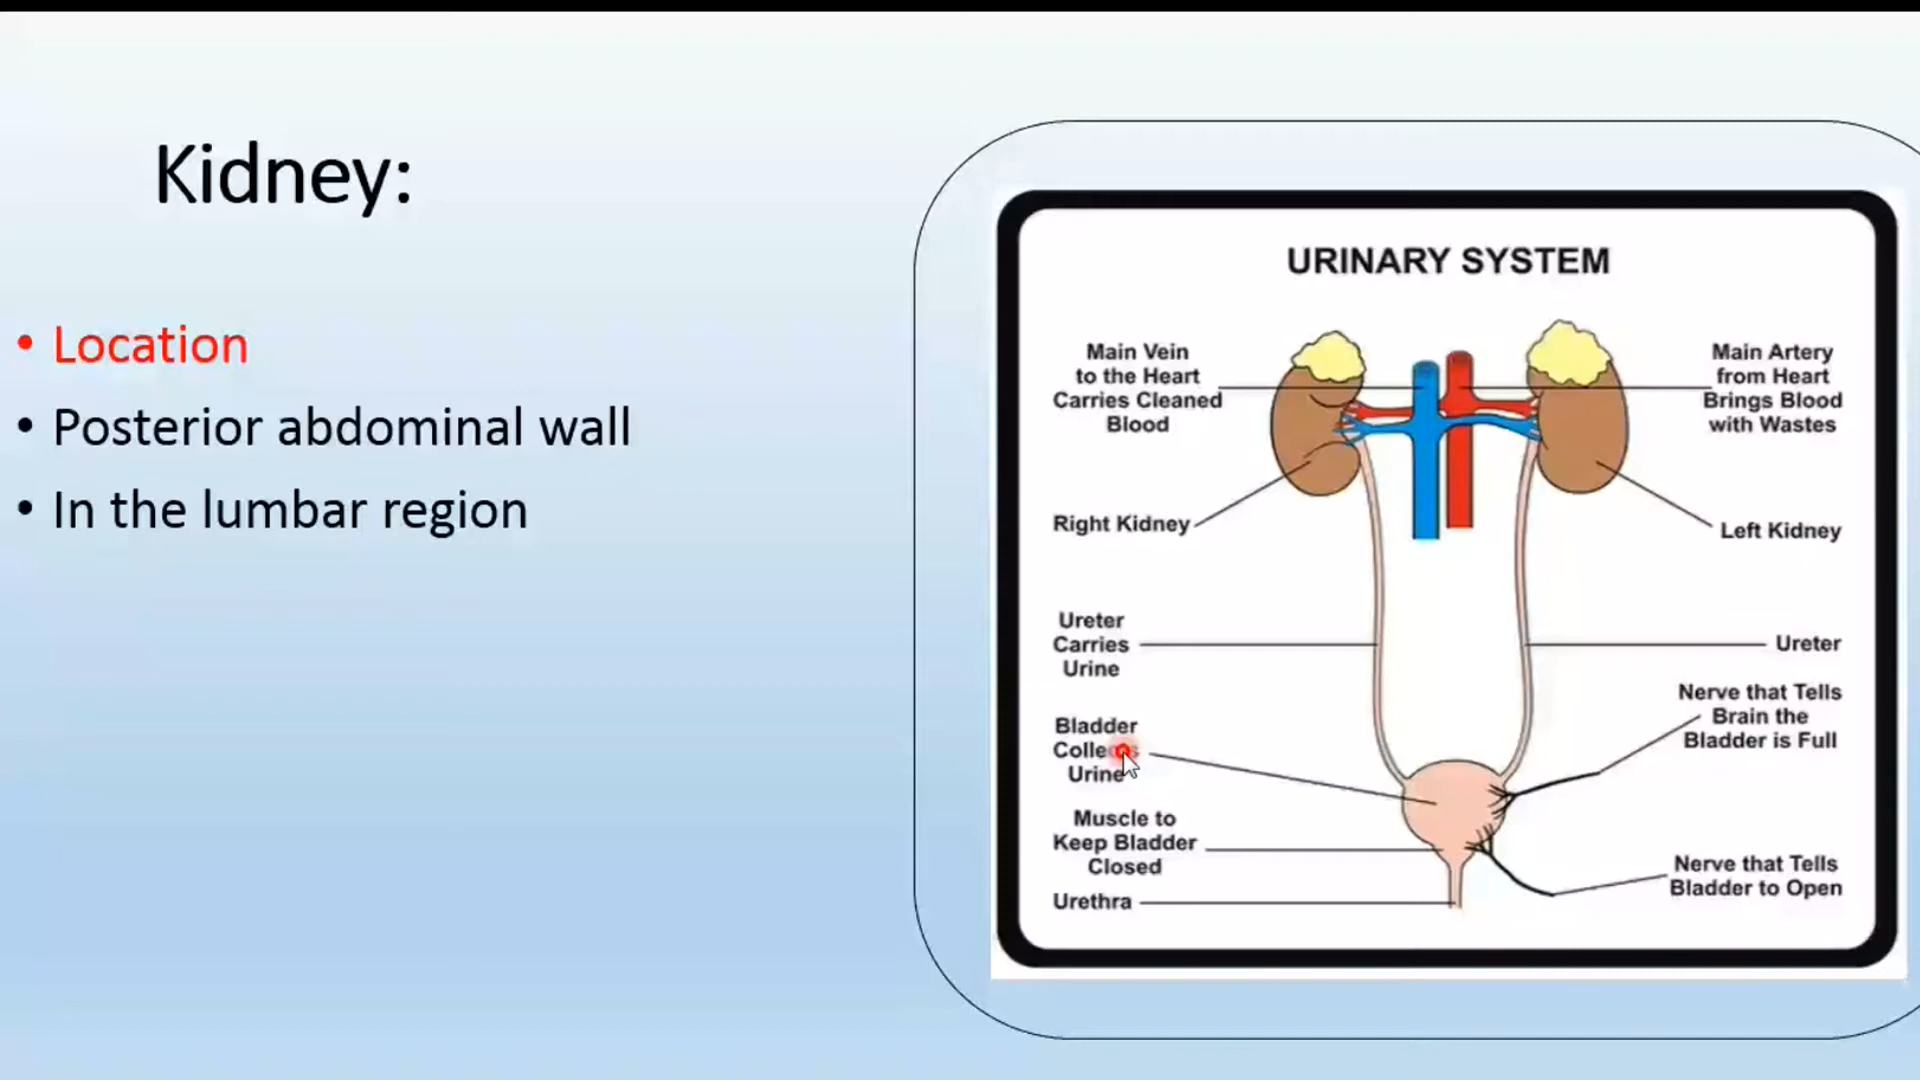 Kidney:
• Location
• Posterior abdominal wall
• In the lumbar region
URINARY SYSTEM
Main Vein
to the Heart
Carries Cleaned
Blood
Main Artery
from Heart
Brings Blood
with Wastes
Right Kidney
Left Kidney
Ureter
Carries
Urine
Ureter
Nerve that Tells
Brain the
Bladder is Full
Bladder
Collects
Urine
Muscle to
Keep Bladder
Closed
Nerve that Tells
Bladder to Open
Urethra